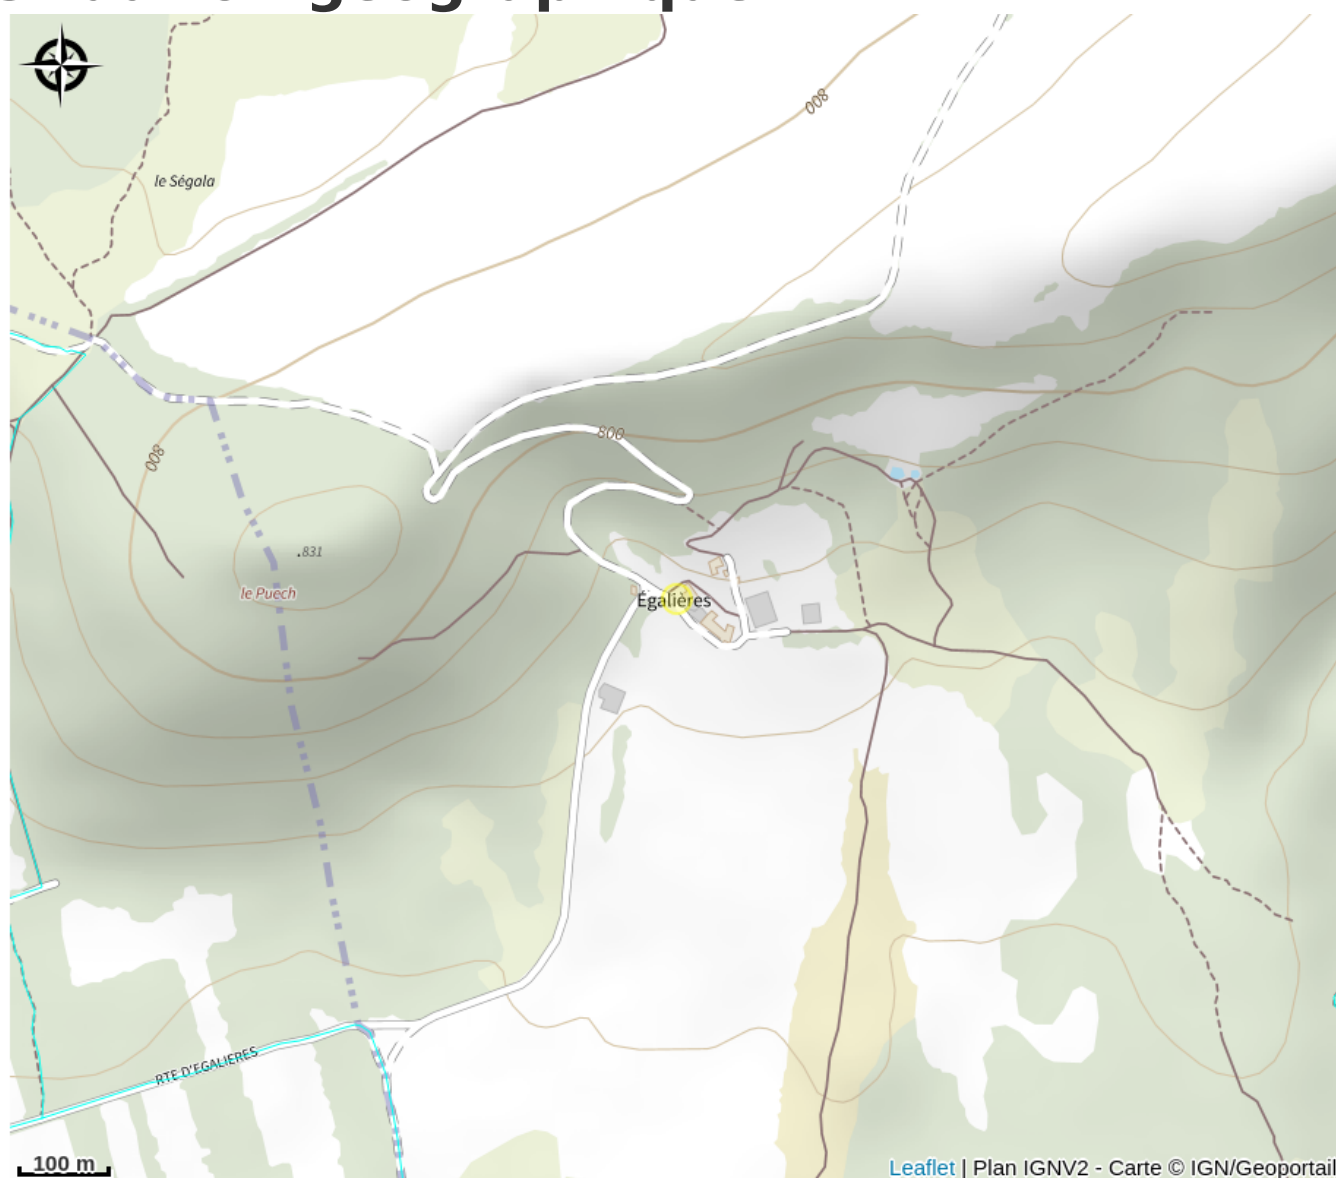 800
le Ségala
800
800
.831
le Puech
Égalières
RTE D'EGALIERES
100 m
Leaflet | Plan IGNV2 - Carte © IGN/Geoportail